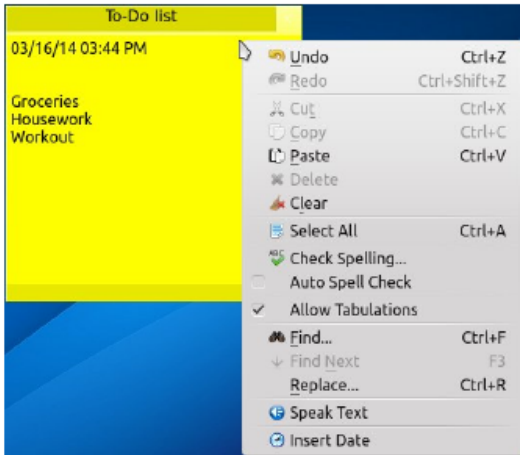 To-Do list
03/16/14 03:44 PM
Groceries
Housework
Workout
Undo Ctrl+Z
Redo Ctrl+Shift+Z
Cut Ctrl+X
Copy Ctrl+C
Paste Ctrl+V
Delete
Clear
Select All Ctrl+A
ABC Check Spelling...
Auto Spell Check
Allow Tabulations
Find... Ctrl+F
Find Next F3
Replace... Ctrl+R
Speak Text
Insert Date